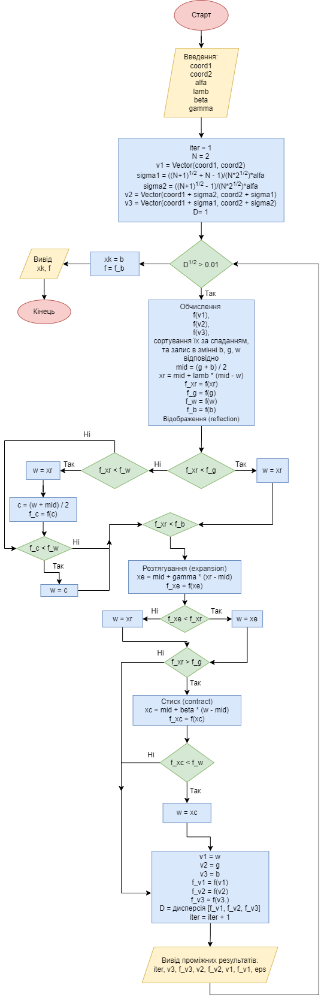 Старт
Введення:
coord1
coord2
alfa
lamb
beta
gamma
iter = 1
N = 2
v1 = Vector(coord1, coord2)
sigma1 = ((N+1)^1/2 + N - 1)/(N*2^1/2)*alfa
sigma2 = ((N+1)^1/2 - 1)/(N*2^1/2)*alfa
v2 = Vector(coord1 + sigma2, coord2 + sigma1)
v3 = Vector(coord1 + sigma1, coord2 + sigma2)
D= 1
D^1/2 > 0.01
xk = b
f = f_b
Вивід
xk, f
Кінець
Так
Обчислення
f(v1),
f(v2),
f(v3),
сортування їх за спаданням,
та запис в змінні b, g, w
відповідно
mid = (g + b) / 2
xr = mid + lamb * (mid - w)
f_xr = f(xr)
f_g = f(g)
f_w = f(w)
f_b = f(b)
Відображення (reflection)
f_xr < f_g
Так
w = xr
Ні
f_xr < f_w
Ні
Так
w = xr
c = (w + mid) / 2
f_c = f(c)
f_c < f_w
Ні
Так
w = c
f_xr < f_b
Розтягування (expansion)
xe = mid + gamma * (xr - mid)
f_xe = f(xe)
f_xe < f_xr
Ні
w = xr
Так
w = xe
f_xr > f_g
Ні
Так
Стиск (contract)
xc = mid + beta * (w - mid)
f_xc = f(xc)
f_xc < f_w
Ні
Так
w = xc
v1 = w
v2 = g
v3 = b
f_v1 = f(v1)
f_v2 = f(v2)
f_v3 = f(v3.)
D = дисперсія [f_v1, f_v2, f_v3]
iter = iter + 1
Вивід проміжних результатів:
iter, v3, f_v3, v2, f_v2, v1, f_v1, eps